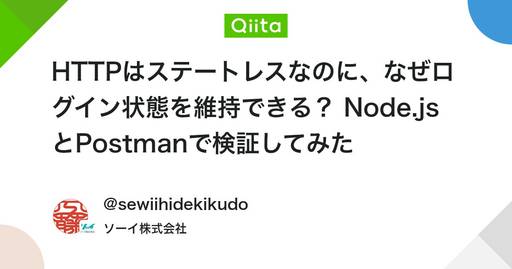 Qiita
HTTPはステートレスなのに、なぜロ
グイン状態を維持できる？ Node.js
とPostmanで検証してみた
@sewiihidekikudo
ソーイ株式会社